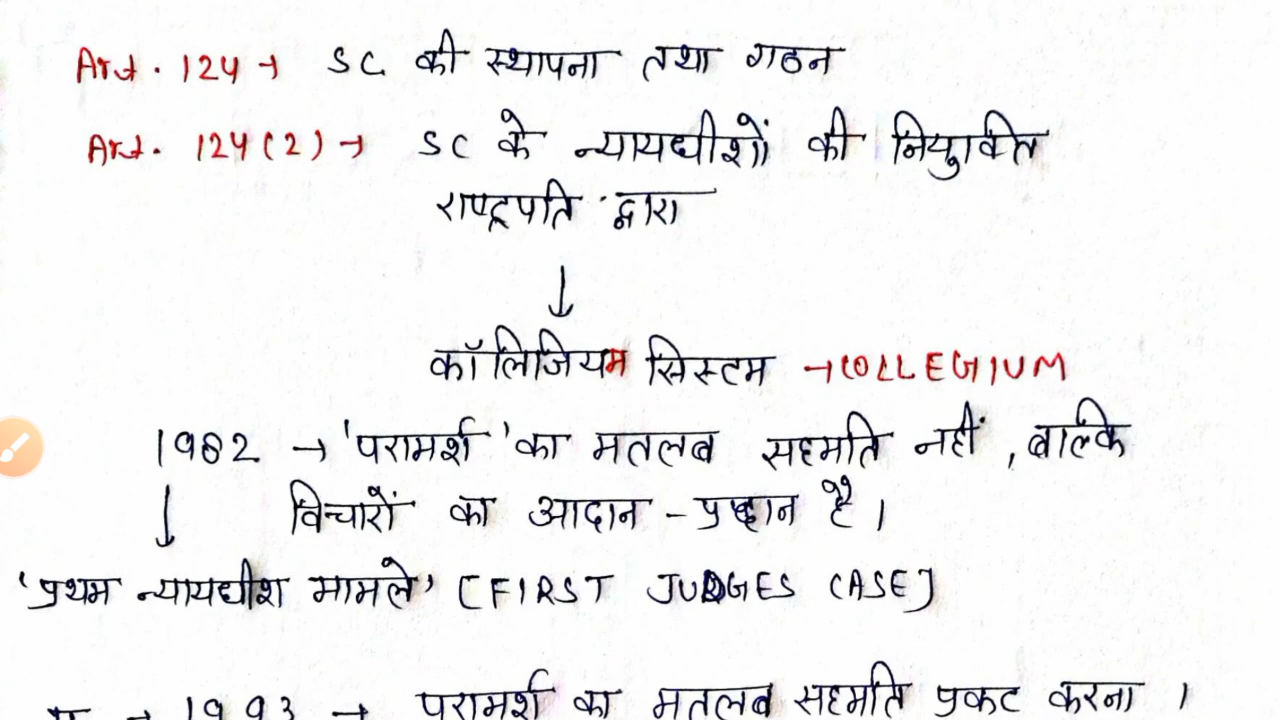 Art. 124 → SC की स्थापना तथा गठन
Art. 124(2) → SC के न्यायधीशों की नियुक्ति
राष्ट्रपति द्वारा
↓
कॉलिजियम सिस्टम → COLLEGIUM
1982 → 'परामर्श' का मतलब सहमति नहीं, बल्कि
↓ विचारों का आदान - प्रदान है।
'प्रथम न्यायधीश मामले' [FIRST JUDGES CASE]
→ 1993 → परामर्श का मतलब सहमति प्रकट करना ।